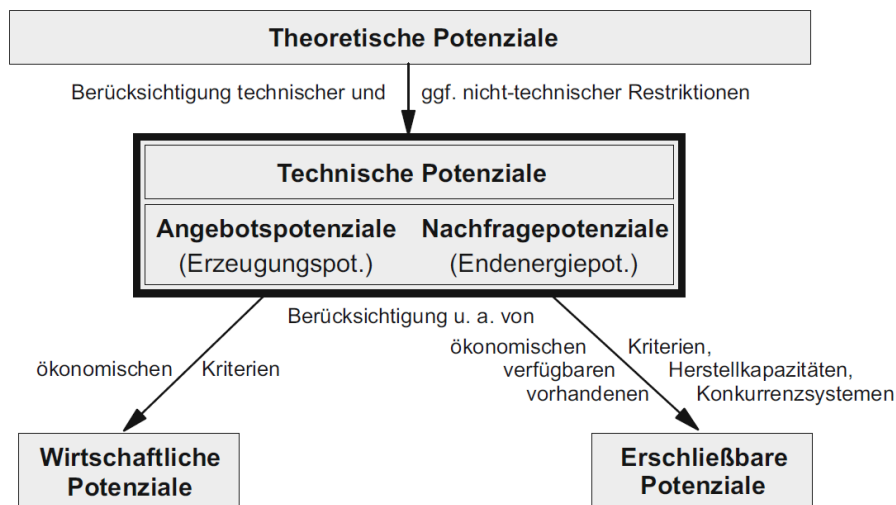 Theoretische Potenziale
Berücksichtigung technischer und ggf. nicht-technischer Restriktionen
Technische Potenziale
Angebotspotenziale Nachfragepotenziale
(Erzeugungspot.) (Endenergiepot.)
Berücksichtigung u. a. von
ökonomischen Kriterien
ökonomischen Kriterien,
verfügbaren Herstellkapazitäten,
vorhandenen Konkurrenzsystemen
Wirtschaftliche
Potenziale
Erschließbare
Potenziale